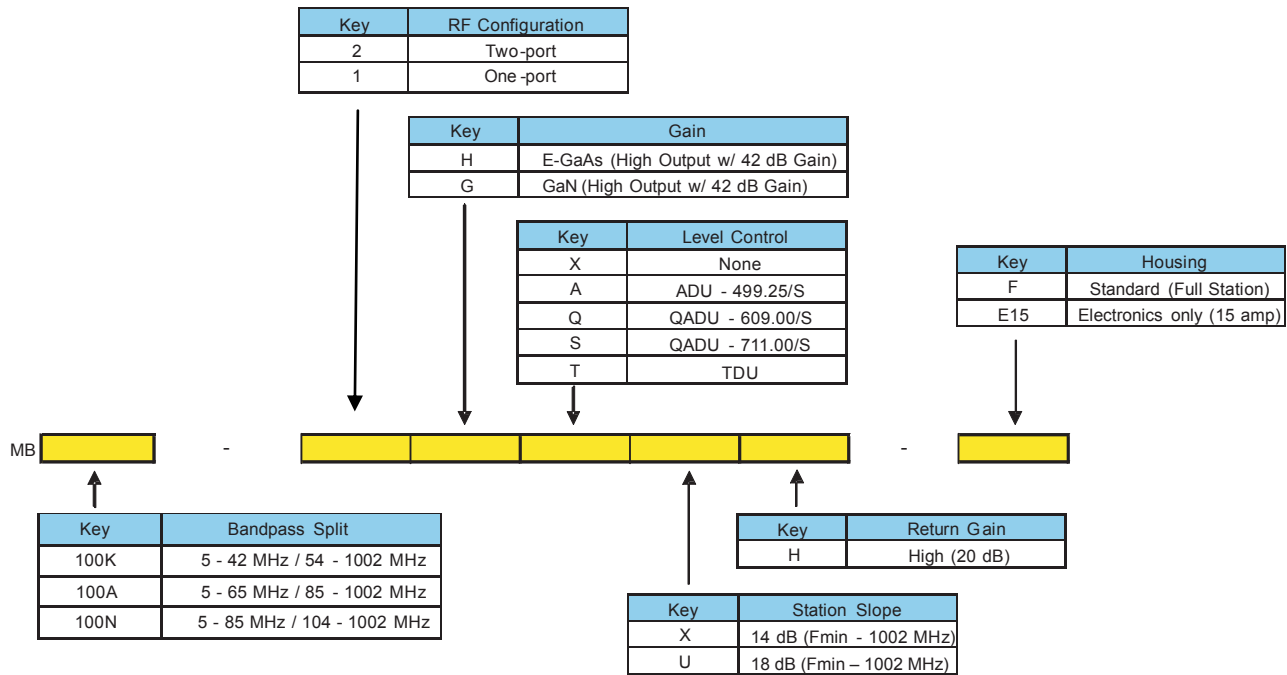 Key RF Configuration
2 Two-port
1 One-port
Key Gain
H E-GaAs (High Output w/ 42 dB Gain)
G GaN (High Output w/ 42 dB Gain)
Key Level Control
X None
A ADU - 499.25/S
Q QADU - 609.00/S
S QADU - 711.00/S
T TDU
Key Housing
F Standard (Full Station)
E15 Electronics only (15 amp)
MB - -
Key Bandpass Split
100K 5 - 42 MHz / 54 - 1002 MHz
100A 5 - 65 MHz / 85 - 1002 MHz
100N 5 - 85 MHz / 104 - 1002 MHz
Key Return Gain
H High (20 dB)
Key Station Slope
X 14 dB (Fmin - 1002 MHz)
U 18 dB (Fmin – 1002 MHz)